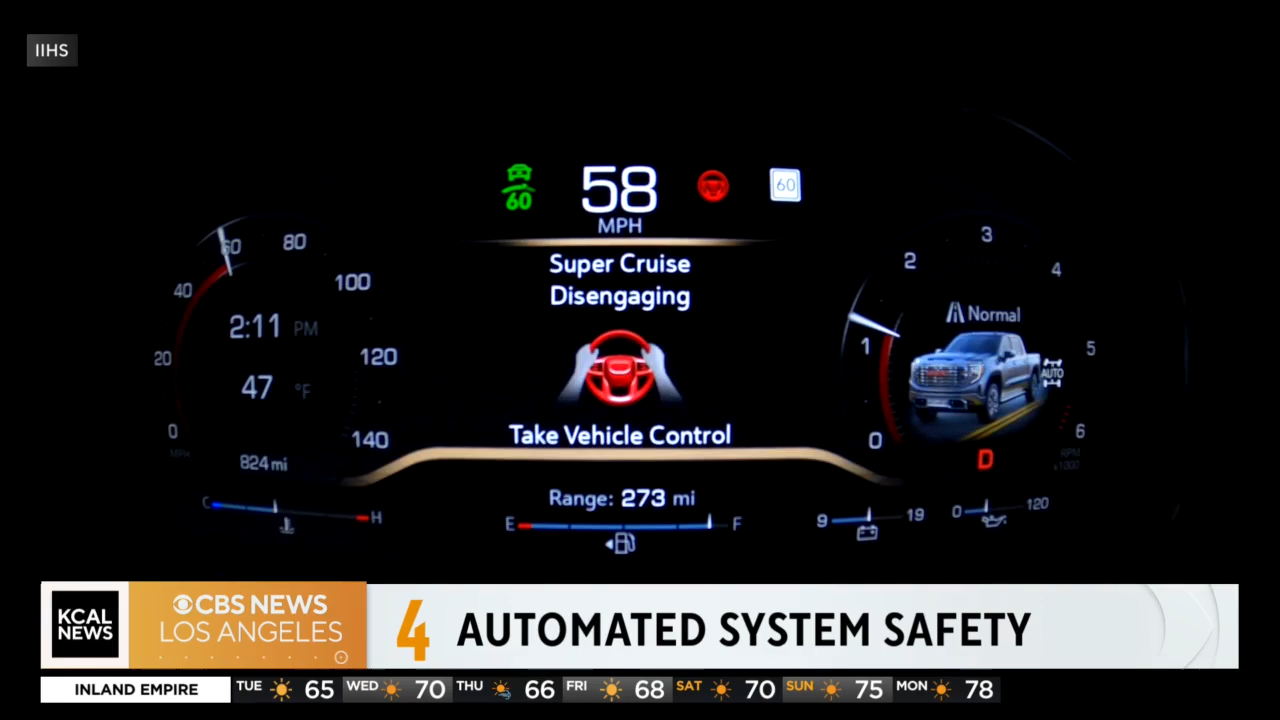 IIHS
60
58
MPH
60
Super Cruise
Disengaging
Take Vehicle Control
Range: 273 mi
E
F
0
20
40
60
80
100
120
140
MPH
2:11 PM
47 °F
824 mi
C
H
0
1
2
3
4
5
6
Normal
AUTO
D
RPM
x1000
9
19
0
120
KCAL
NEWS
CBS NEWS
LOS ANGELES
4 AUTOMATED SYSTEM SAFETY
INLAND EMPIRE TUE 65 WED 70 THU 66 FRI 68 SAT 70 SUN 75 MON 78